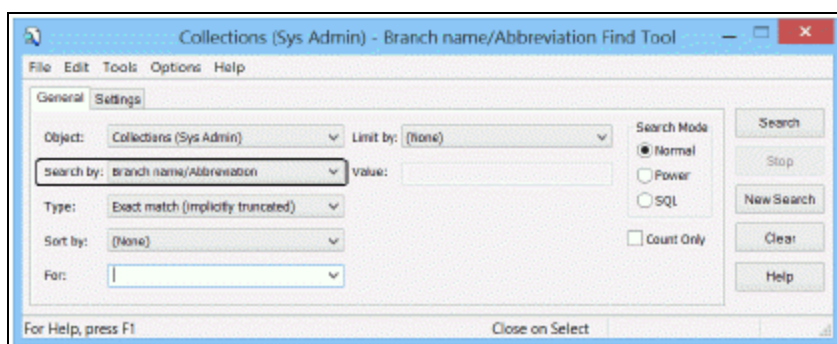 Collections (Sys Admin) - Branch name/Abbreviation Find Tool
File Edit Tools Options Help
General Settings
Object: Collections (Sys Admin) Limit by: (None) Search Mode Search
Normal
Search by: Branch name/Abbreviation Value: Power Stop
Type: Exact match (implicitly truncated) SQL New Search
Sort by: (None) Count Only Clear
For: Help
For Help, press F1 Close on Select